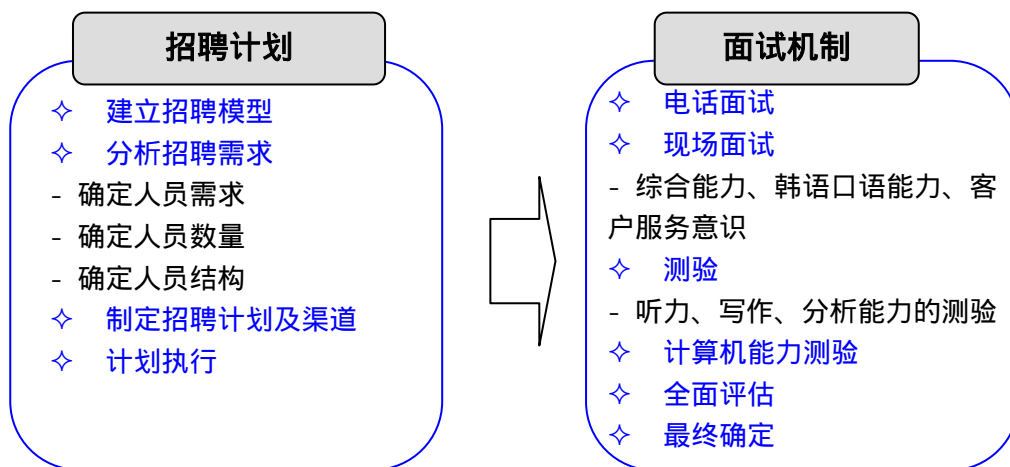 招聘计划
✧ 建立招聘模型
✧ 分析招聘需求
- 确定人员需求
- 确定人员数量
- 确定人员结构
✧ 制定招聘计划及渠道
✧ 计划执行
面试机制
✧ 电话面试
✧ 现场面试
- 综合能力、韩语口语能力、客
户服务意识
✧ 测验
- 听力、写作、分析能力的测验
✧ 计算机能力测验
✧ 全面评估
✧ 最终确定